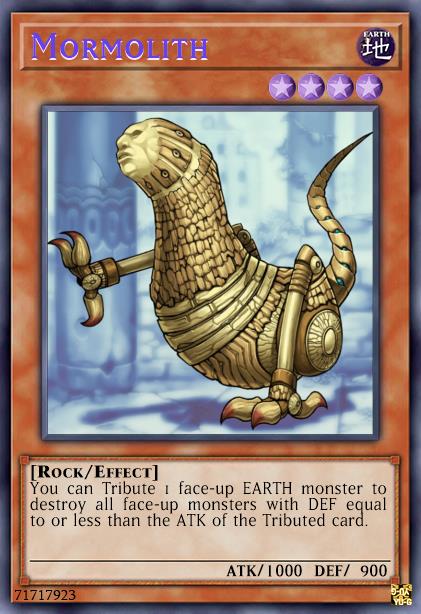 MORMOLITH
EARTH
地
[ROCK/EFFECT]
You can Tribute 1 face-up EARTH monster to
destroy all face-up monsters with DEF equal
to or less than the ATK of the Tributed card.
ATK/1000 DEF/ 900
71717923